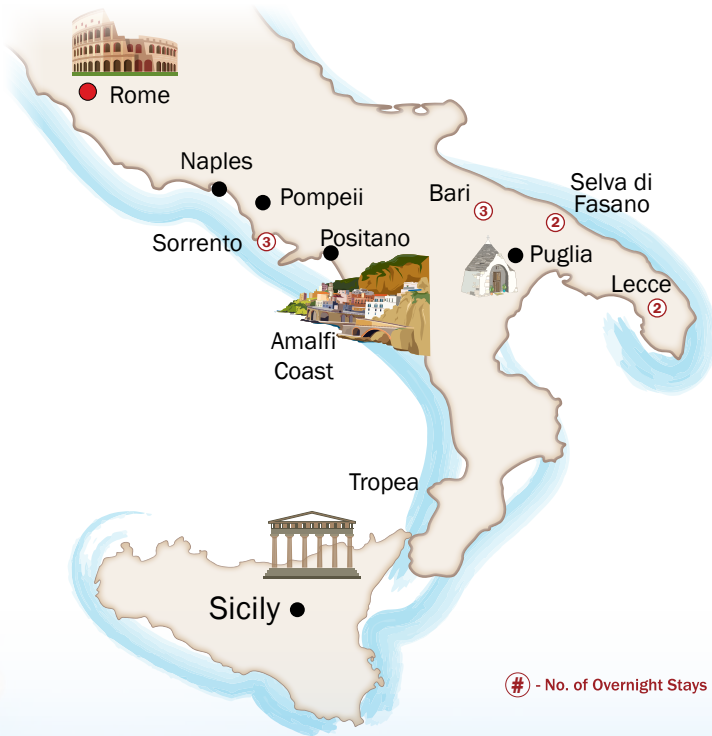 Rome
Naples
Pompeii
Bari
3
2
Selva di
Fasano
Sorrento
3
Positano
Puglia
Lecce
2
Amalfi
Coast
Tropea
Sicily
# - No. of Overnight Stays